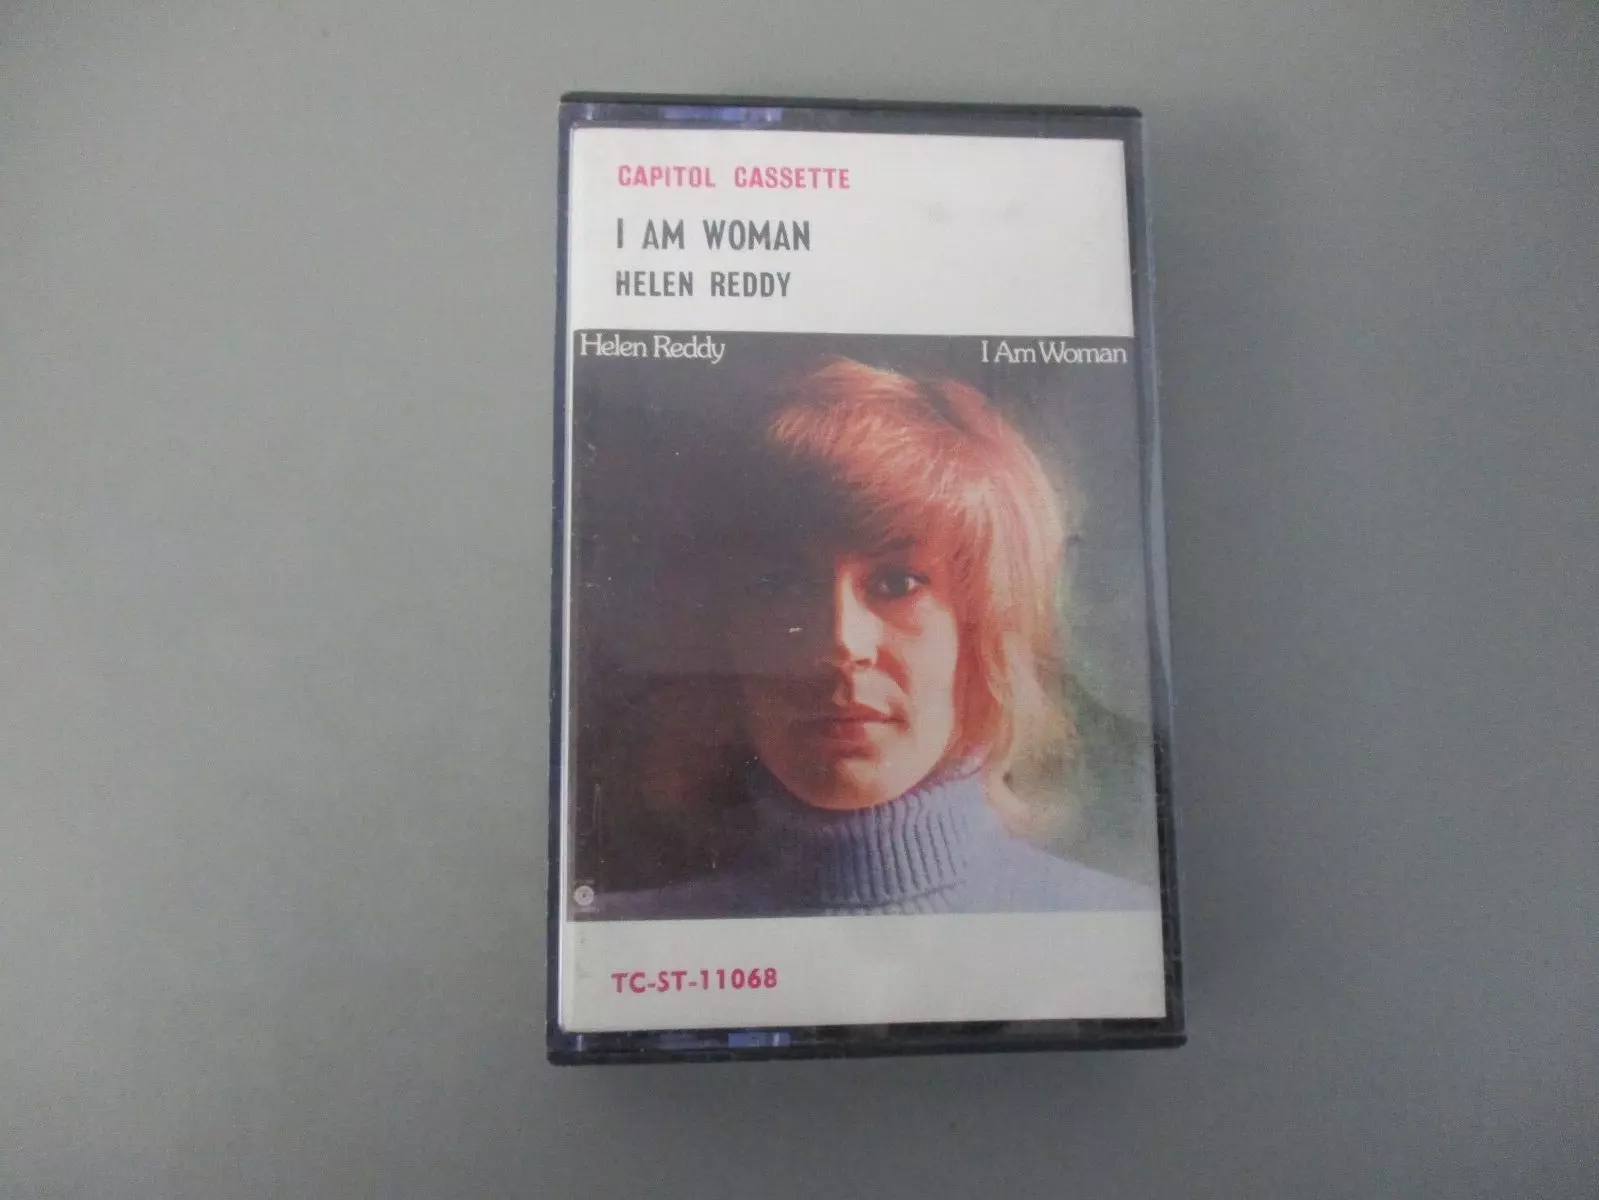 CAPITOL CASSETTE
I AM WOMAN
HELEN REDDY
Helen Reddy I Am Woman
TC-ST-11068